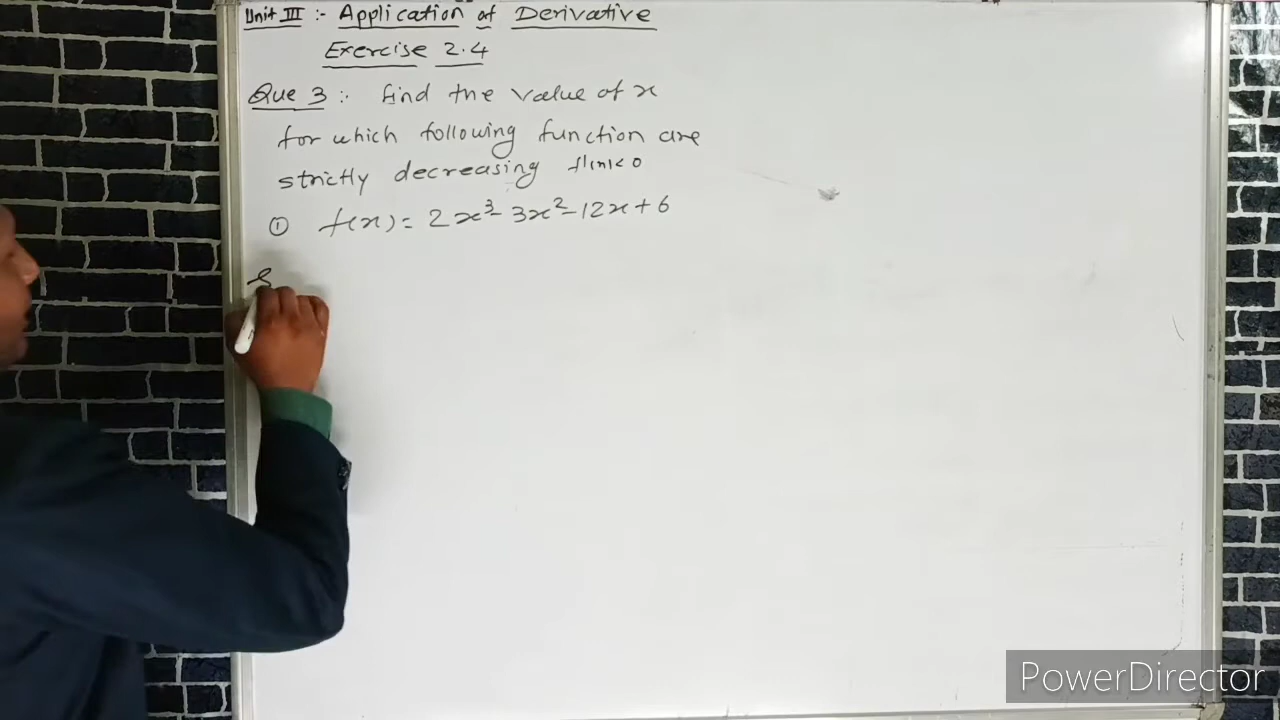 Unit III :- Application of Derivative
Exercise 2.4
Que 3 :- Find the value of x
for which following function are
strictly decreasing f'(x)<0
① f(x) = 2x³-3x²-12x+6
S
PowerDirector